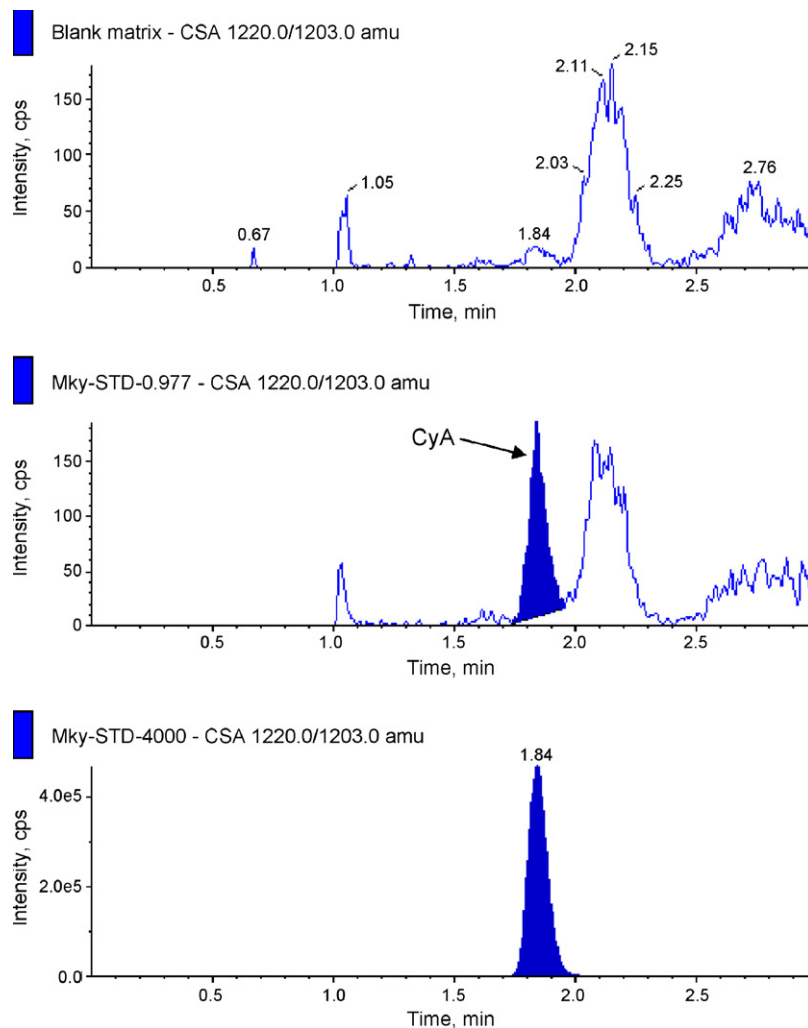 Blank matrix - CSA 1220.0/1203.0 amu
Intensity, cps
150
100
50
0
0.67
1.05
1.84
2.03
2.11
2.15
2.25
2.76
0.5 1.0 1.5 2.0 2.5
Time, min
Mky-STD-0.977 - CSA 1220.0/1203.0 amu
Intensity, cps
150
100
50
0
CyA
0.5 1.0 1.5 2.0 2.5
Time, min
Mky-STD-4000 - CSA 1220.0/1203.0 amu
Intensity, cps
4.0e5
2.0e5
0.0
1.84
0.5 1.0 1.5 2.0 2.5
Time, min